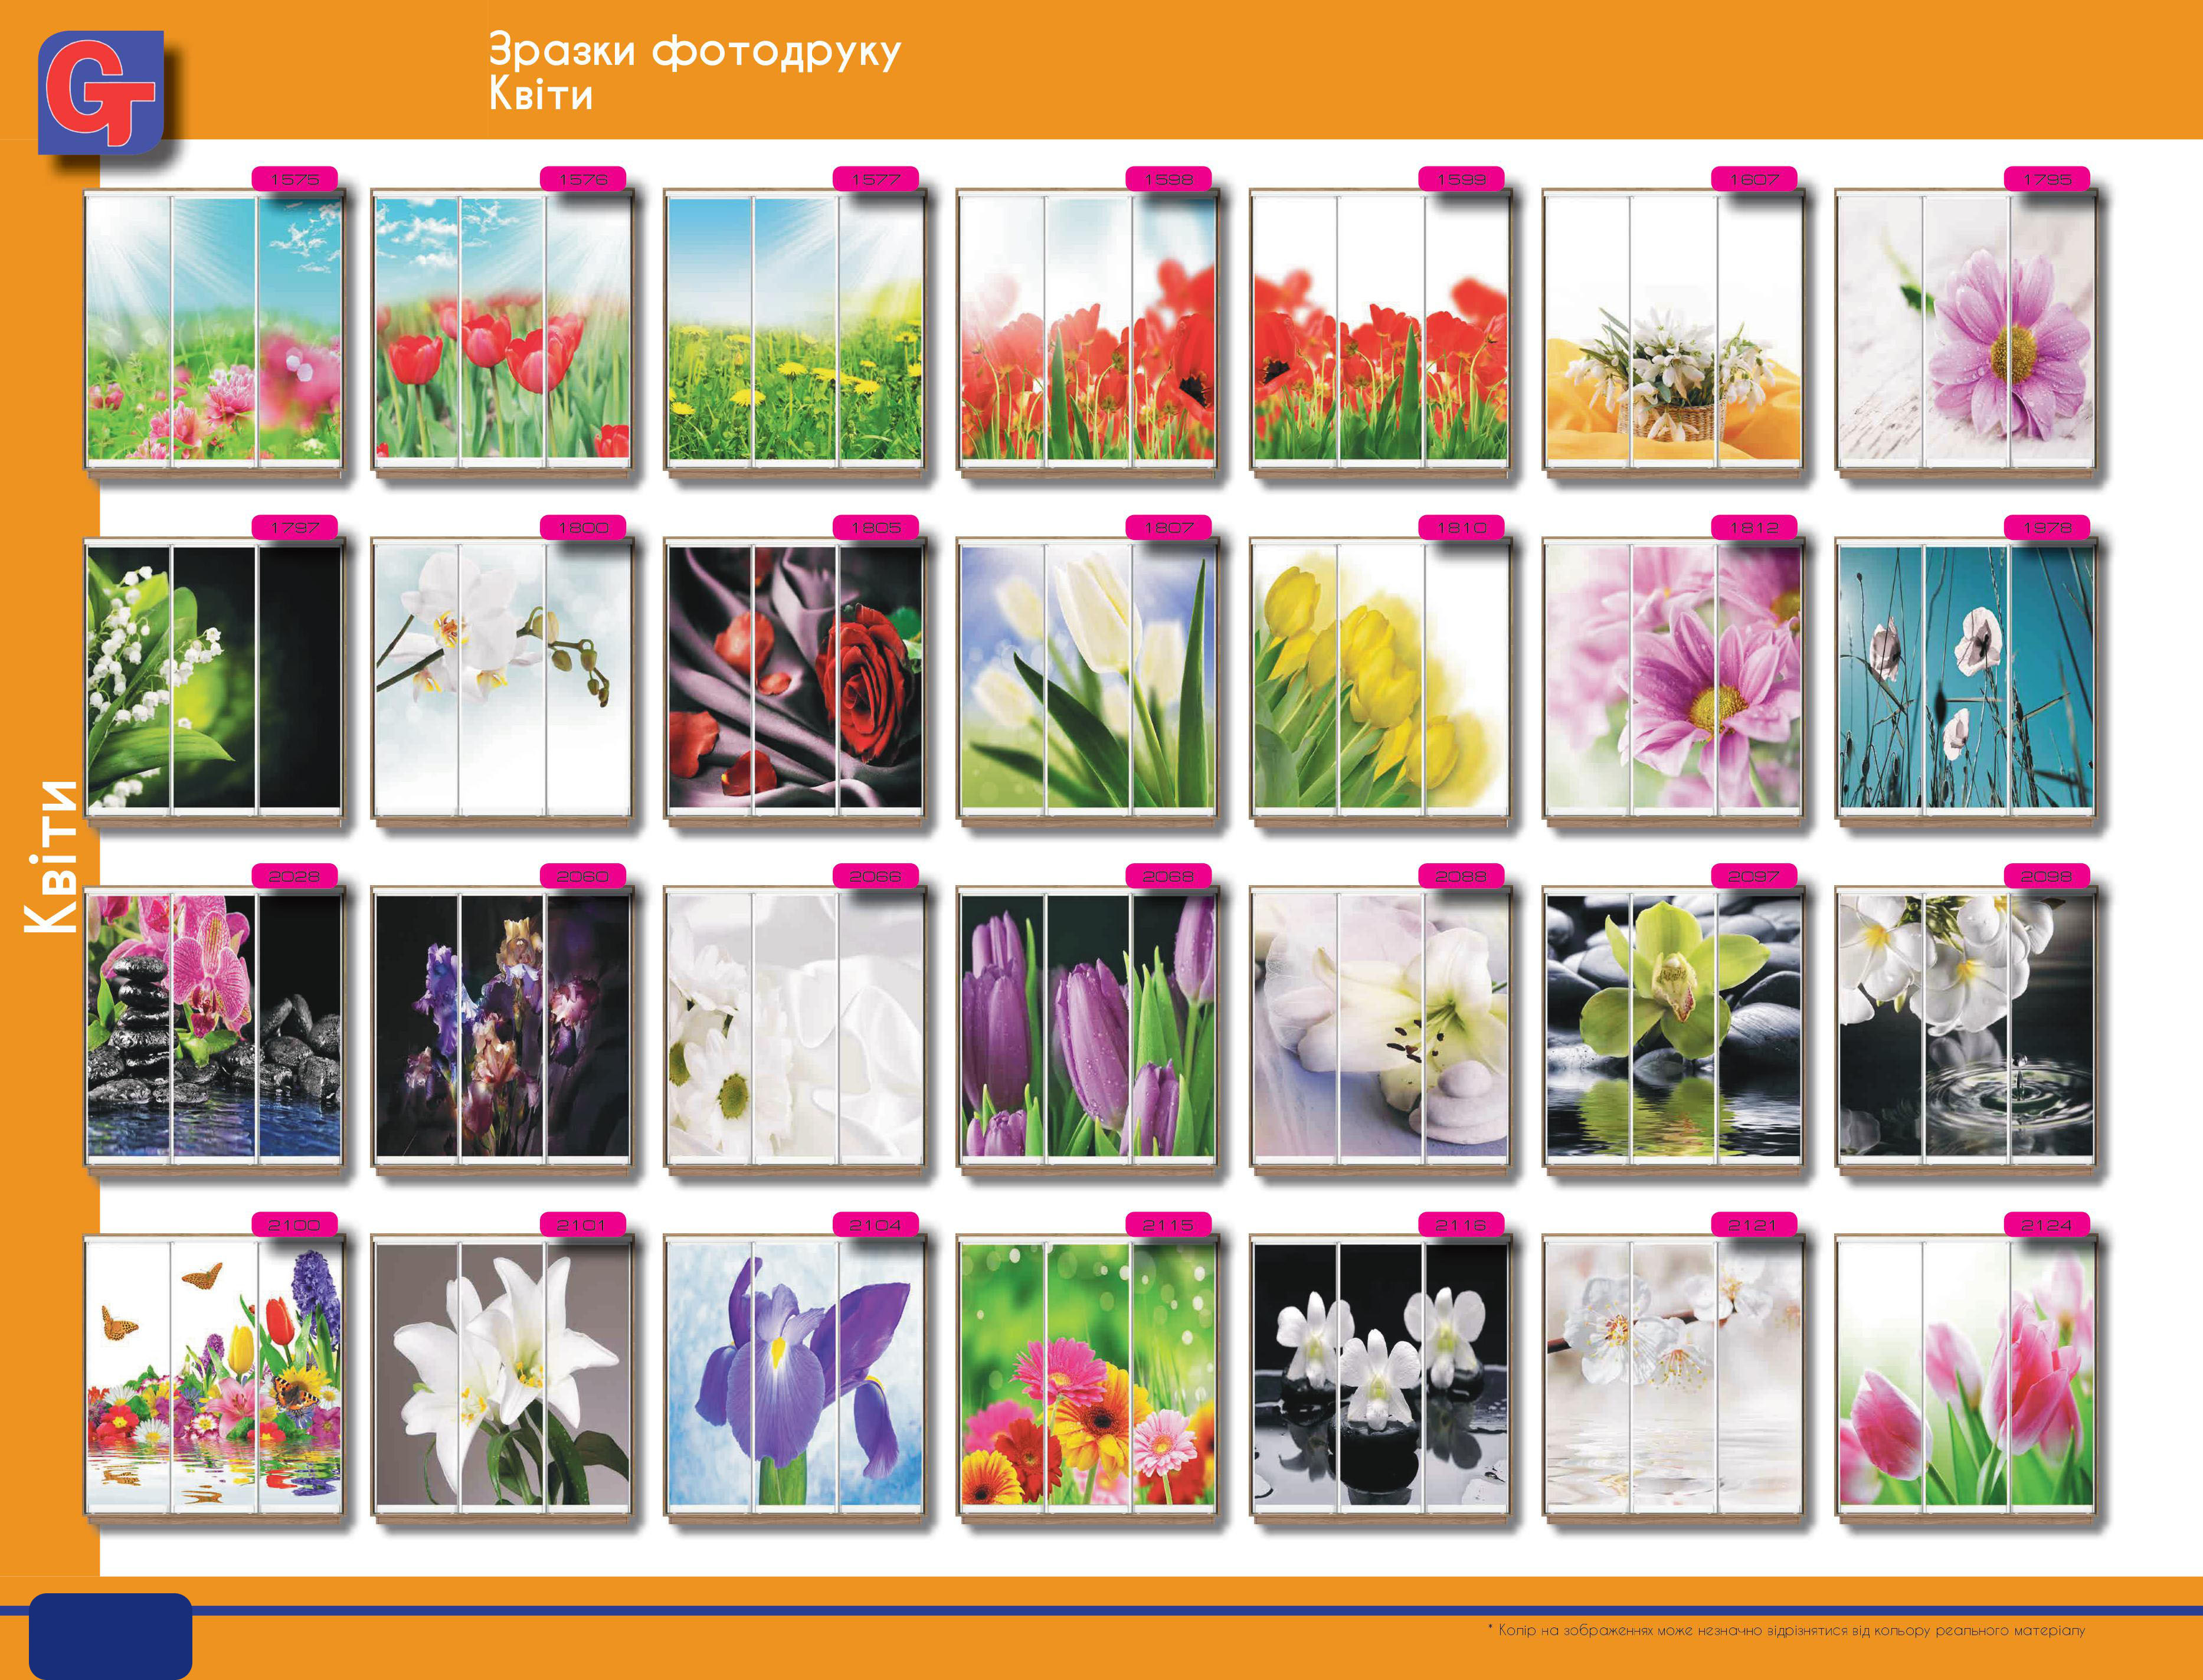 GT
Зразки фотодруку
Квіти
1575 1576 1577 1598 1599 1607 1795
1797 1800 1805 1807 1810 1812 1978
Квіти
2028 2060 2066 2068 2088 2097 2098
2100 2101 2104 2115 2116 2121 2124
* Колір на зображеннях може незначно відрізнятися від кольору реального матеріалу